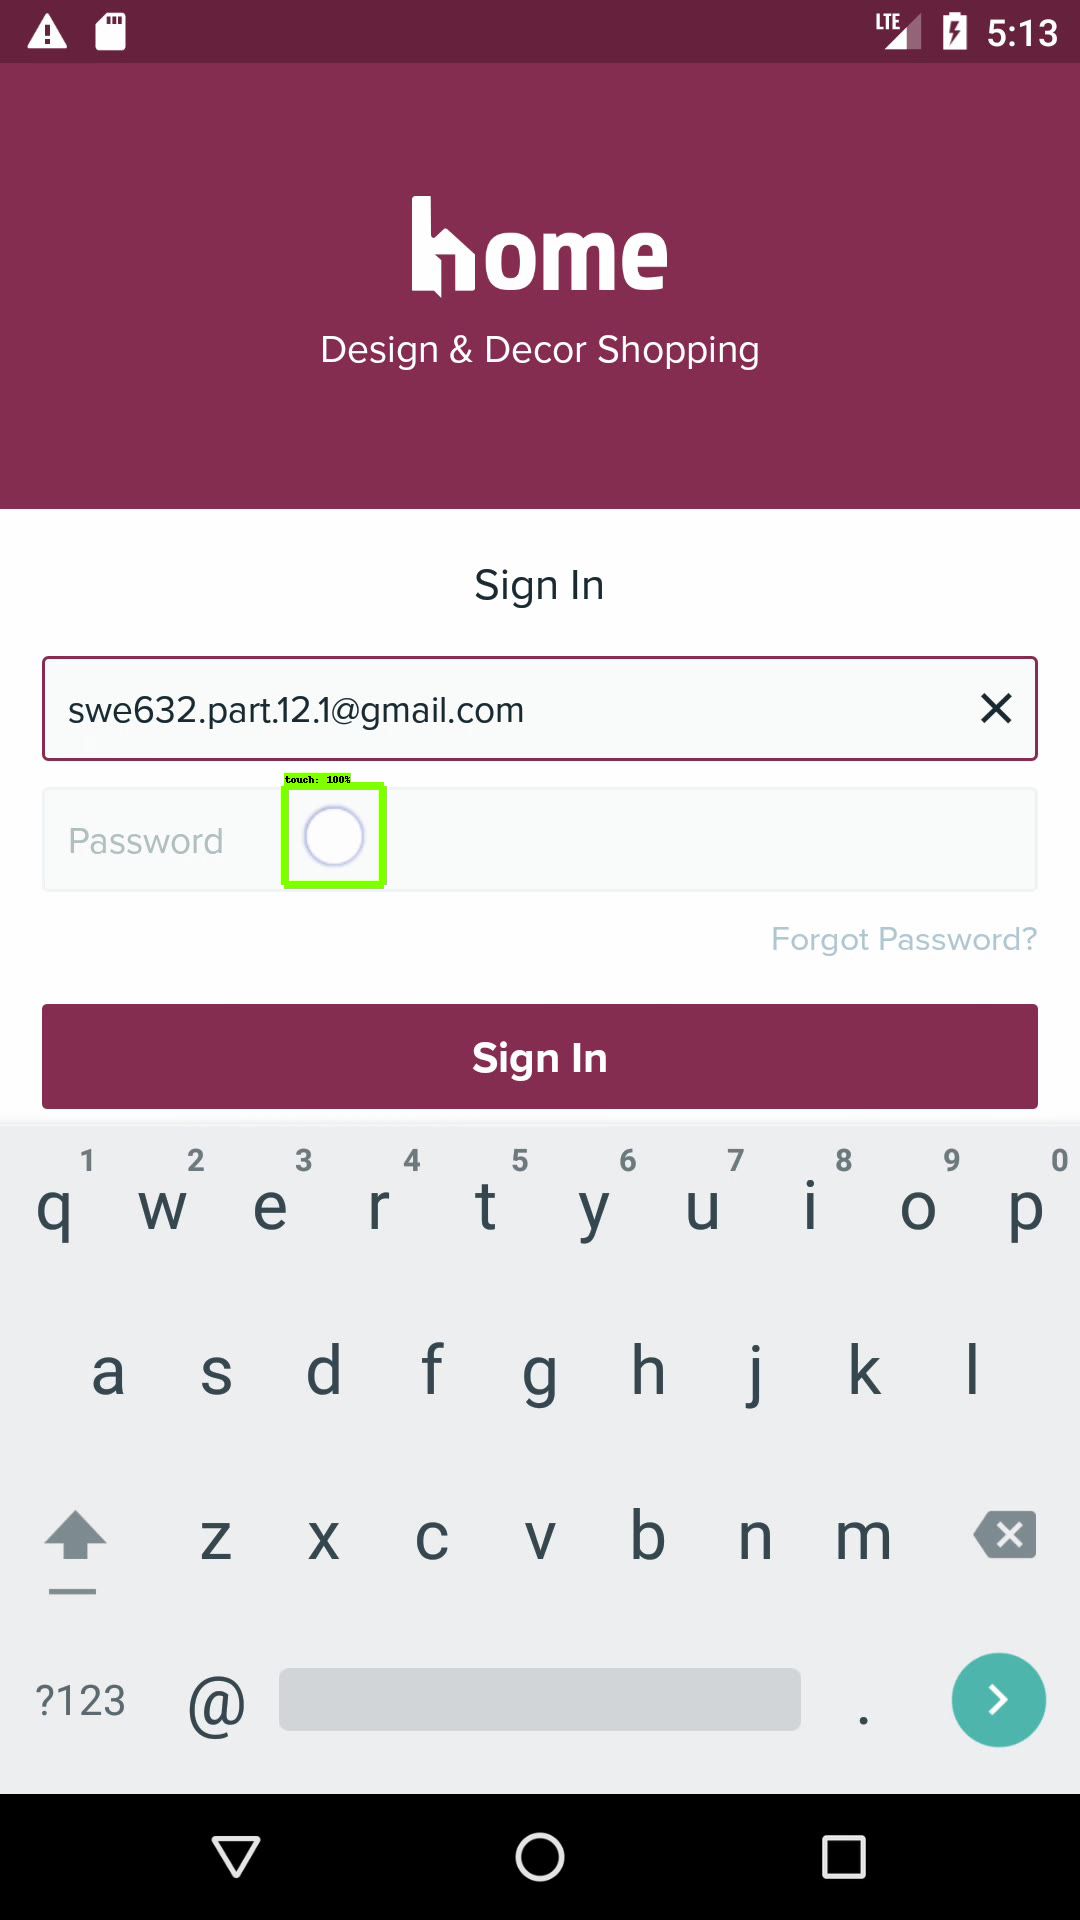 LTE 5:13
home
Design & Decor Shopping
Sign In
swe632.part.12.1@gmail.com
touch: 100%
Password
Forgot Password?
Sign In
1 2 3 4 5 6 7 8 9 0
q w e r t y u i o p
a s d f g h j k l
z x c v b n m
?123 @ .